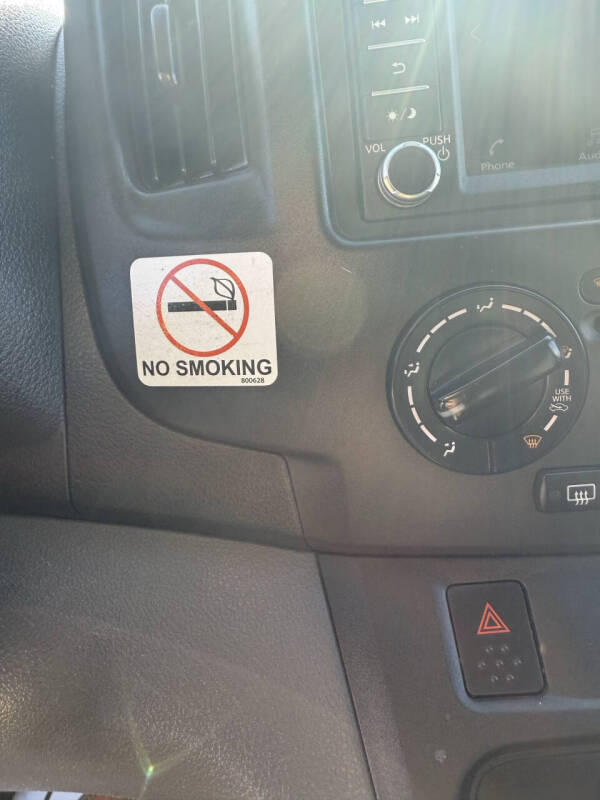 VOL
PUSH
Phone
NO SMOKING
800628
USE
WITH